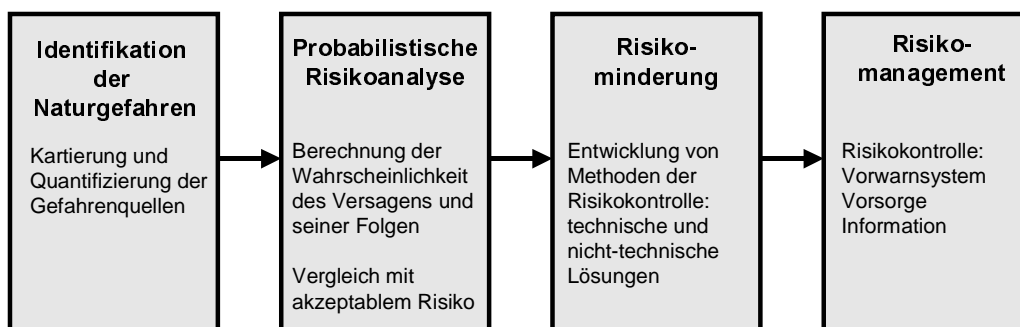 Identifikation
der
Naturgefahren
Kartierung und
Quantifizierung der
Gefahrenquellen
Probabilistische
Risikoanalyse
Berechnung der
Wahrscheinlichkeit
des Versagens und
seiner Folgen
Vergleich mit
akzeptablem Risiko
Risiko-
minderung
Entwicklung von
Methoden der
Risikokontrolle:
technische und
nicht-technische
Lösungen
Risiko-
management
Risikokontrolle:
Vorwarnsystem
Vorsorge
Information